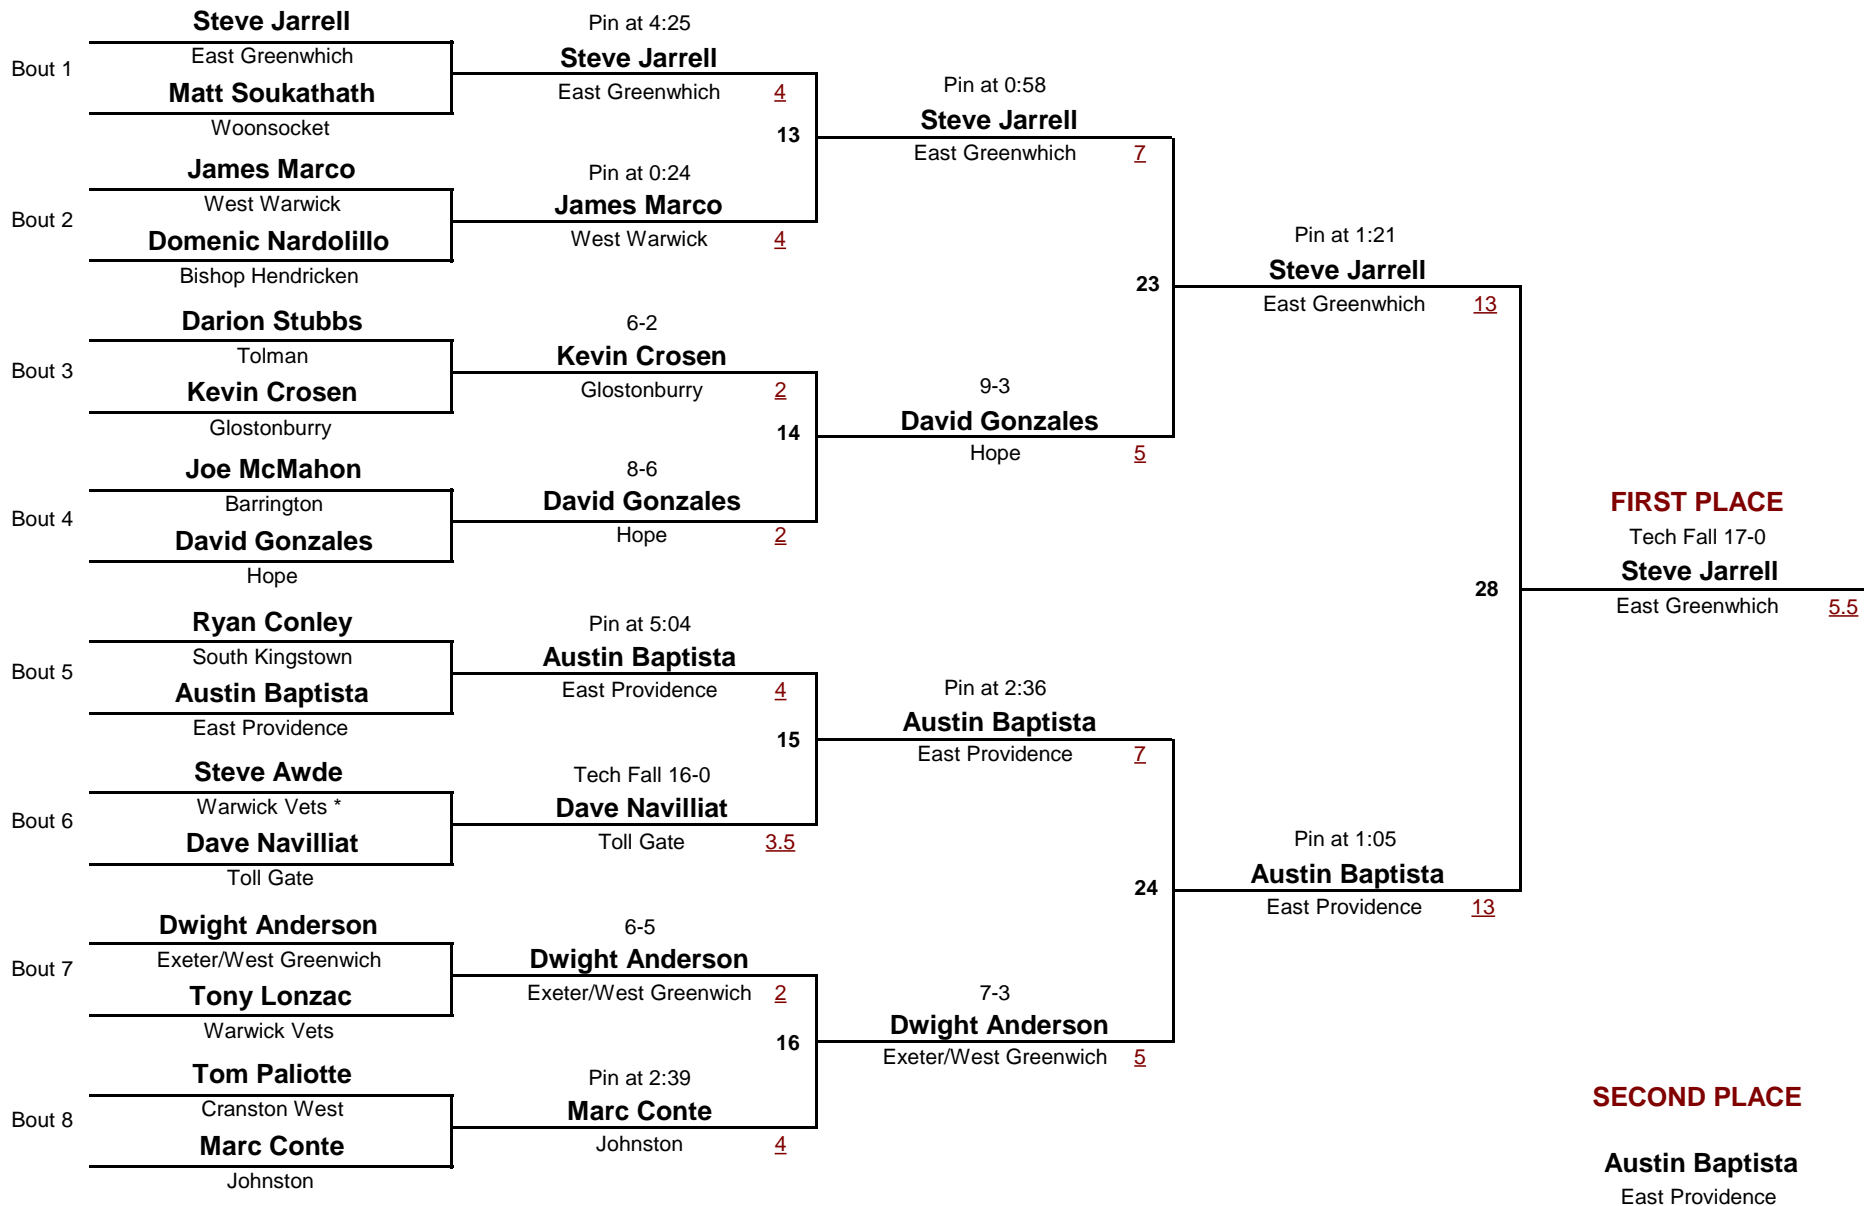 Bout 1
Steve Jarrell
East Greenwhich
Matt Soukathath
Woonsocket
Bout 2
James Marco
West Warwick
Domenic Nardolillo
Bishop Hendricken
Bout 3
Darion Stubbs
Tolman
Kevin Crosen
Glostonburry
Bout 4
Joe McMahon
Barrington
David Gonzales
Hope
Bout 5
Ryan Conley
South Kingstown
Austin Baptista
East Providence
Bout 6
Steve Awde
Warwick Vets *
Dave Navilliat
Toll Gate
Bout 7
Dwight Anderson
Exeter/West Greenwich
Tony Lonzac
Warwick Vets
Bout 8
Tom Paliotte
Cranston West
Marc Conte
Johnston
Pin at 4:25
Steve Jarrell
East Greenwhich 4
13
Pin at 0:24
James Marco
West Warwick 4
6-2
Kevin Crosen
Glostonburry 2
14
8-6
David Gonzales
Hope 2
Pin at 5:04
Austin Baptista
East Providence 4
15
Tech Fall 16-0
Dave Navilliat
Toll Gate 3.5
6-5
Dwight Anderson
Exeter/West Greenwich 2
16
Pin at 2:39
Marc Conte
Johnston 4
Pin at 0:58
Steve Jarrell
East Greenwhich 7
23
9-3
David Gonzales
Hope 5
Pin at 2:36
Austin Baptista
East Providence 7
24
7-3
Dwight Anderson
Exeter/West Greenwich 5
Pin at 1:21
Steve Jarrell
East Greenwhich 13
28
Pin at 1:05
Austin Baptista
East Providence 13
FIRST PLACE
Tech Fall 17-0
Steve Jarrell
East Greenwhich 5.5
SECOND PLACE
Austin Baptista
East Providence